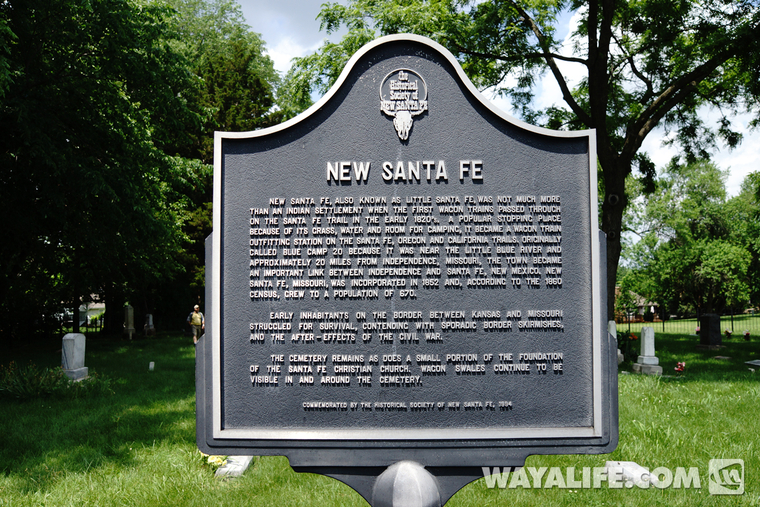 the
Historical
Society of
NEW SANTA FE
NEW SANTA FE
NEW SANTA FE, ALSO KNOWN AS LITTLE SANTA FE, WAS NOT MUCH MORE
THAN AN INDIAN SETTLEMENT WHEN THE FIRST WAGON TRAINS PASSED THROUGH
ON THE SANTA FE TRAIL IN THE EARLY 1820's. A POPULAR STOPPING PLACE
BECAUSE OF ITS GRASS, WATER AND ROOM FOR CAMPING, IT BECAME A WAGON TRAIN
OUTFITTING STATION ON THE SANTA FE, OREGON AND CALIFORNIA TRAILS. ORIGINALLY
CALLED BLUE CAMP 20 BECAUSE IT WAS NEAR THE LITTLE BLUE RIVER AND
APPROXIMATELY 20 MILES FROM INDEPENDENCE, MISSOURI, THE TOWN BECAME
AN IMPORTANT LINK BETWEEN INDEPENDENCE AND SANTA FE, NEW MEXICO. NEW
SANTA FE, MISSOURI, WAS INCORPORATED IN 1852 AND, ACCORDING TO THE 1860
CENSUS, GREW TO A POPULATION OF 670.
EARLY INHABITANTS ON THE BORDER BETWEEN KANSAS AND MISSOURI
STRUGGLED FOR SURVIVAL, CONTENDING WITH SPORADIC BORDER SKIRMISHES,
AND THE AFTER-EFFECTS OF THE CIVIL WAR.
THE CEMETERY REMAINS AS DOES A SMALL PORTION OF THE FOUNDATION
OF THE SANTA FE CHRISTIAN CHURCH. WAGON SWALES CONTINUE TO BE
VISIBLE IN AND AROUND THE CEMETERY.
COMMEMORATED BY THE HISTORICAL SOCIETY OF NEW SANTA FE, 1994
WAYALIFE.COM